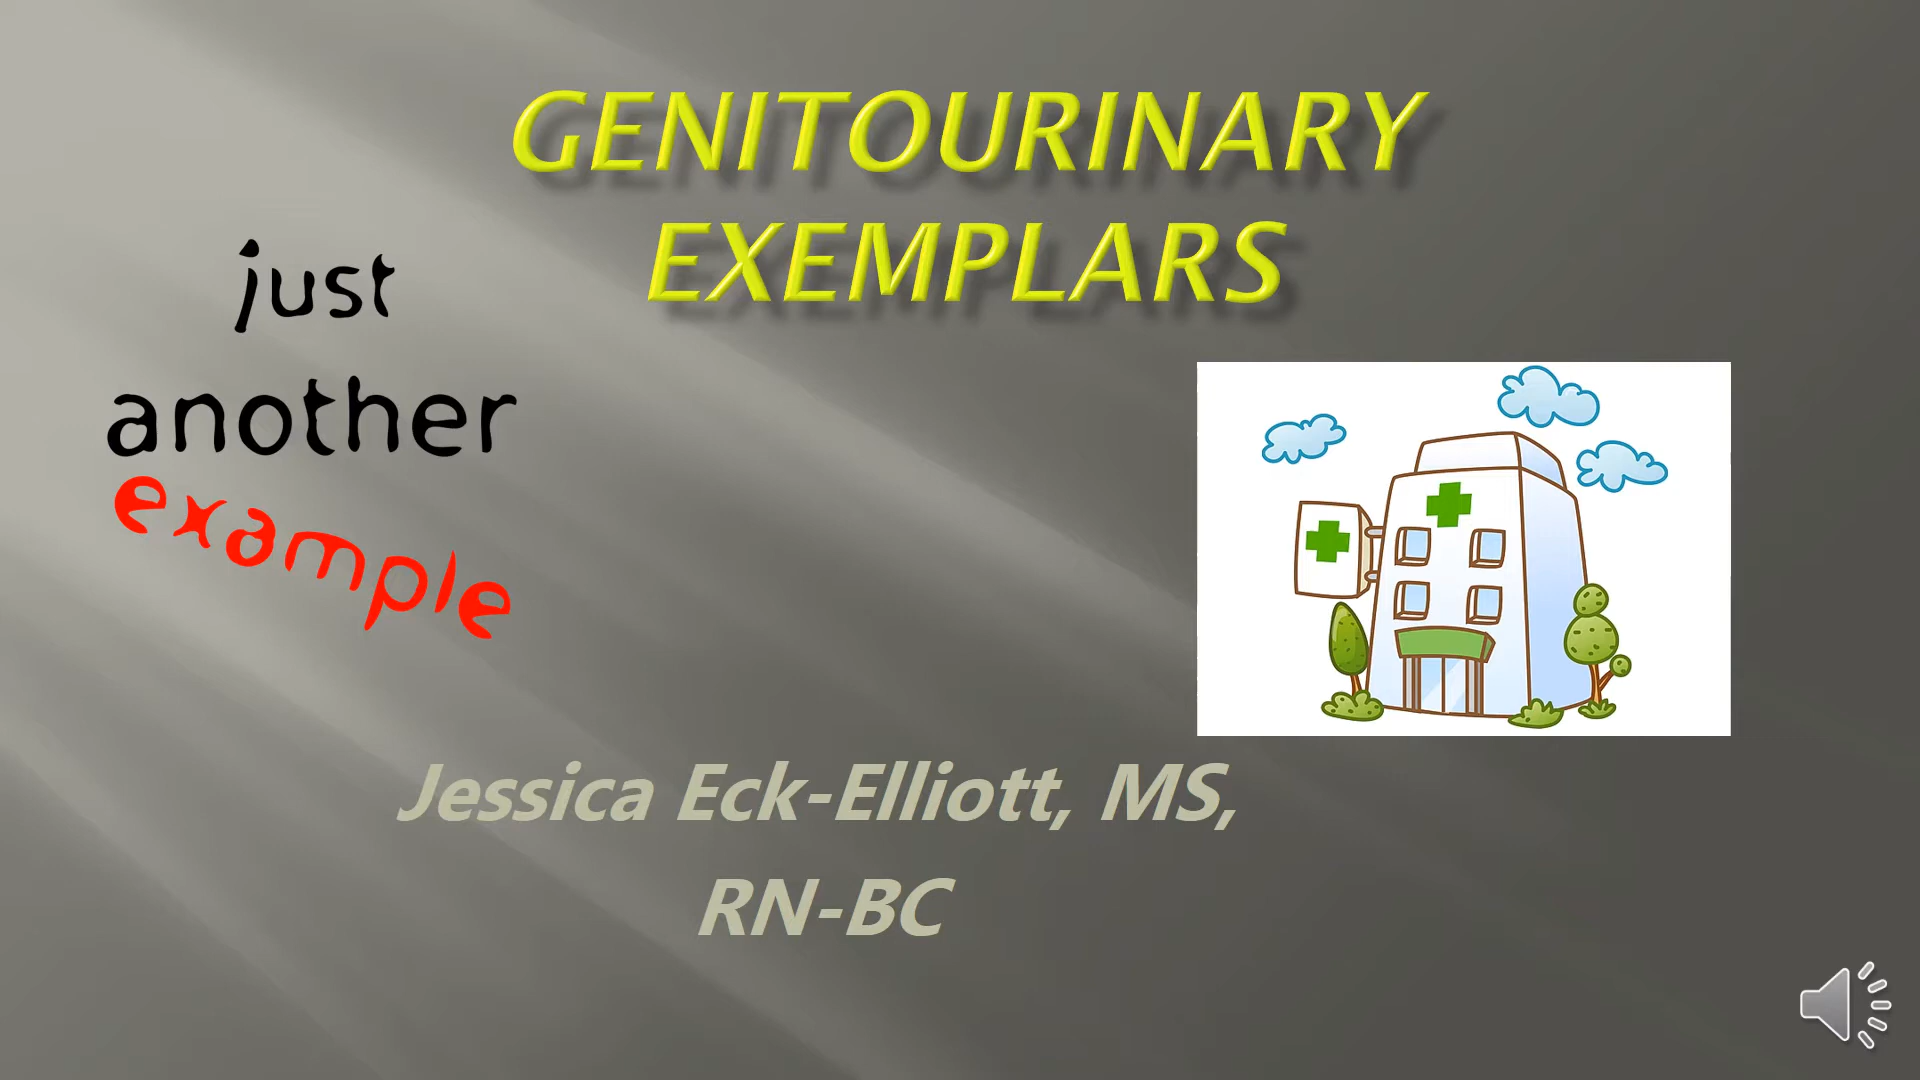 GENITOURINARY
EXEMPLARS
just
another
example
Jessica Eck-Elliott, MS,
RN-BC